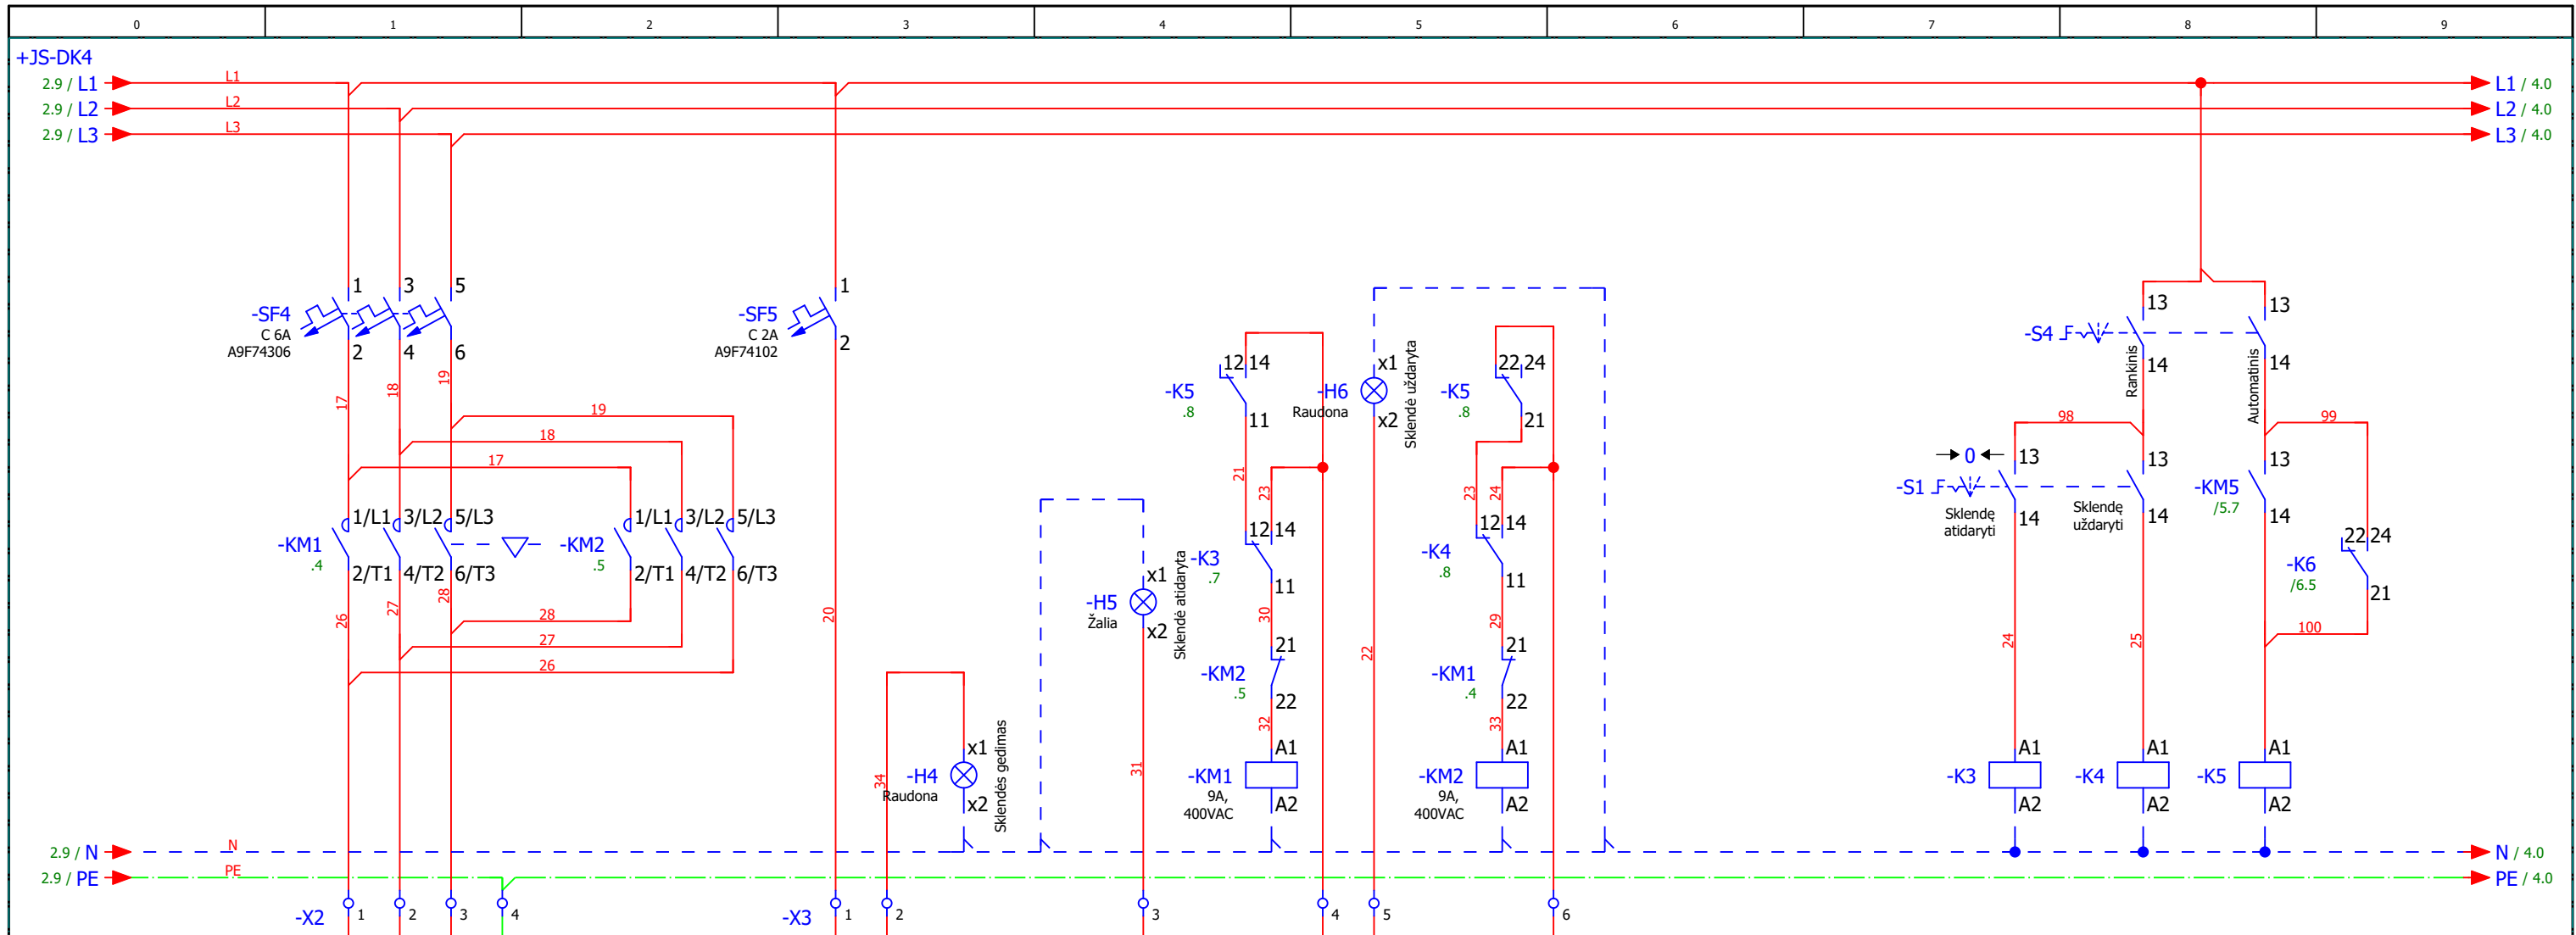 0 1 2 3 4 5 6 7 8 9
+JS-DK4
2.9 / L1 L1 L1 / 4.0
2.9 / L2 L2 L2 / 4.0
2.9 / L3 L3 L3 / 4.0
-SF4
C 6A
A9F74306
1 3 5
2 4 6
17 18 19
19
18
17
-KM1
.4
1/L1 3/L2 5/L3
2/T1 4/T2 6/T3
-KM2
.5
1/L1 3/L2 5/L3
2/T1 4/T2 6/T3
26 27 28
28
27
26
-SF5
C 2A
A9F74102
1
2
20
34
-H4
Raudona
x1
x2
Sklendės gedimas
-H5
Žalia
x1
x2
Sklendė atidaryta
31
-K5
.8
12 14
11
21 23
-K3
.7
12 14
11
30
-KM2
.5
21
22
32
-KM1
9A,
400VAC
A1
A2
-H6
Raudona
x1
x2
Sklendė uždaryta
22
-K5
.8
22 24
21
23 24
-K4
.8
12 14
11
29
-KM1
.4
21
22
33
-KM2
9A,
400VAC
A1
A2
-S4
13 13
14 14
Rankinis
Automatinis
98 99
0
-S1
13 13
14 14
Sklendę
atidaryti
Sklendę
uždaryti
-KM5
/5.7
13
14
-K6
/6.5
22 24
21
100
24 25
-K3
A1
A2
-K4
A1
A2
-K5
A1
A2
2.9 / N N N / 4.0
2.9 / PE PE PE / 4.0
-X2 1 2 3 4
-X3 1 2 3 4 5 6